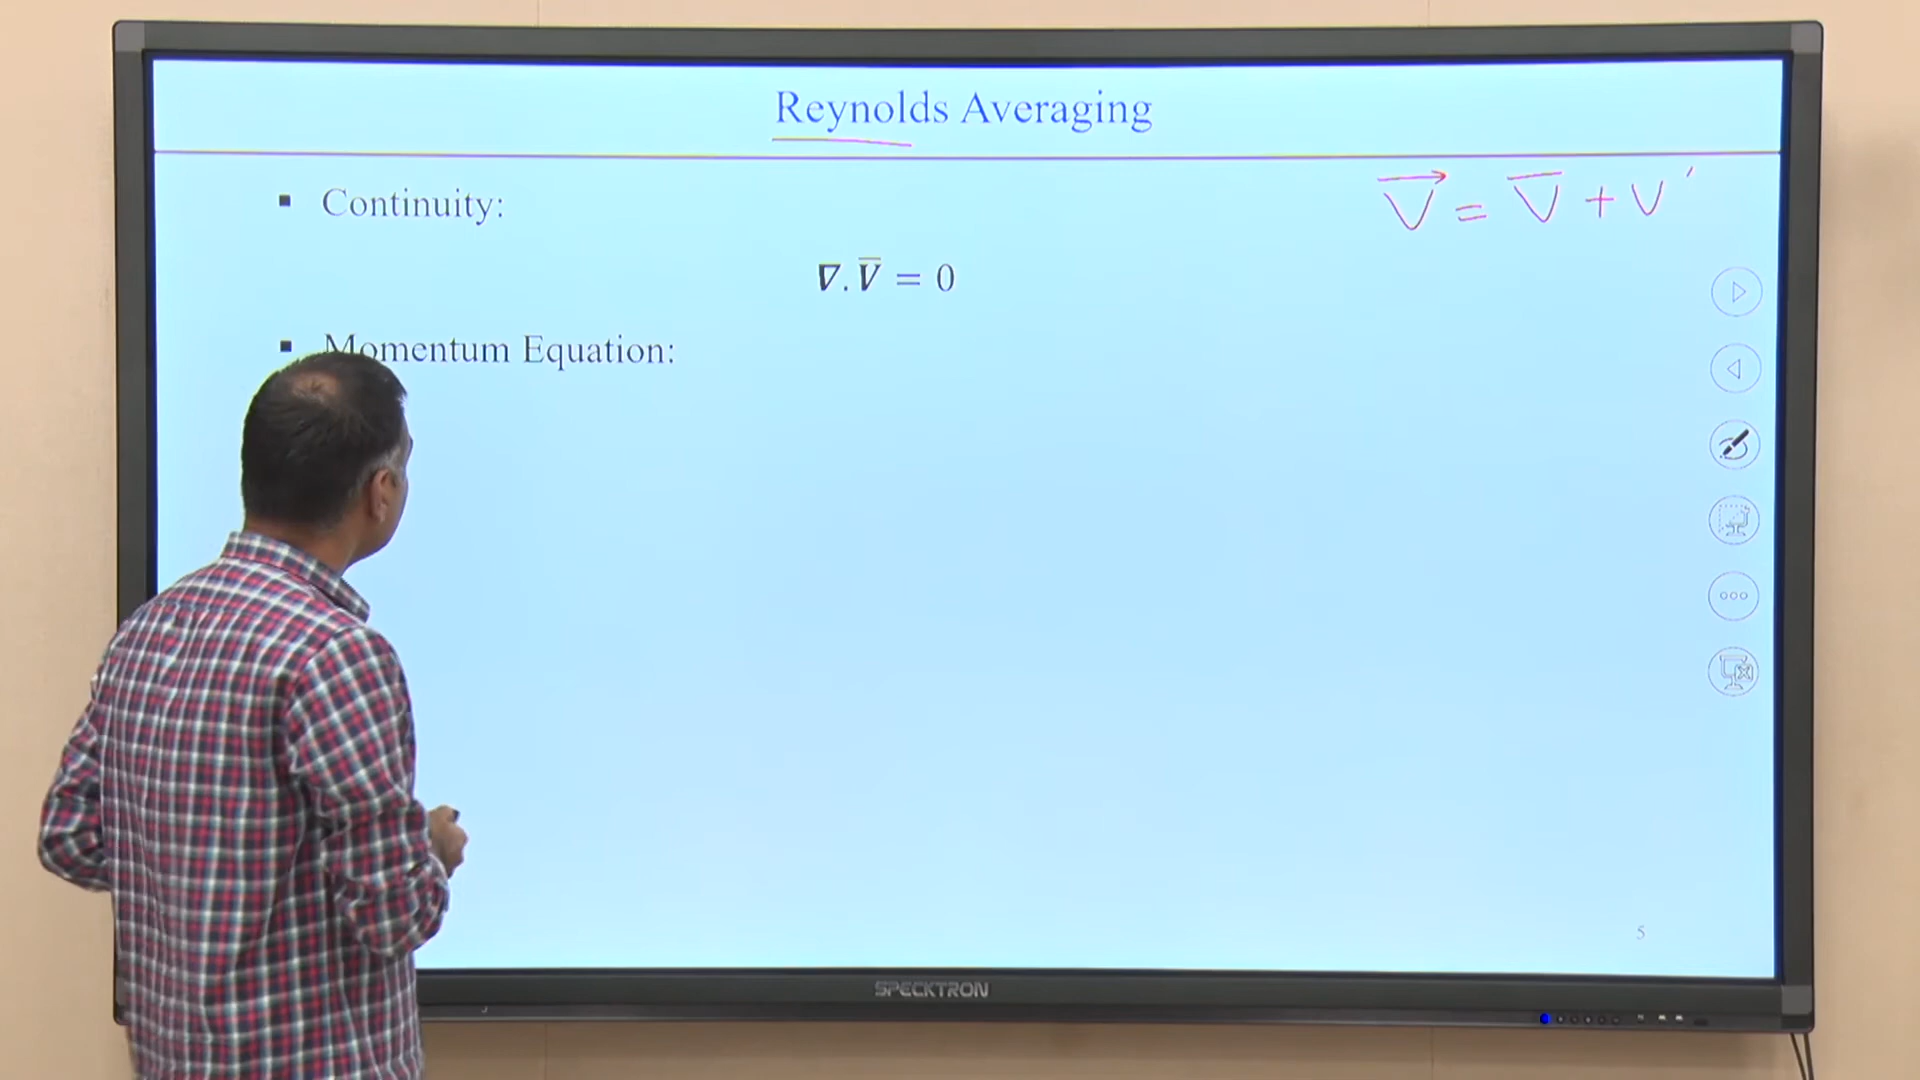 Reynolds Averaging
V⃗ = V̅ + V′
▪ Continuity:
∇. V̅ = 0
▪ Momentum Equation:
5
SPECKTRON